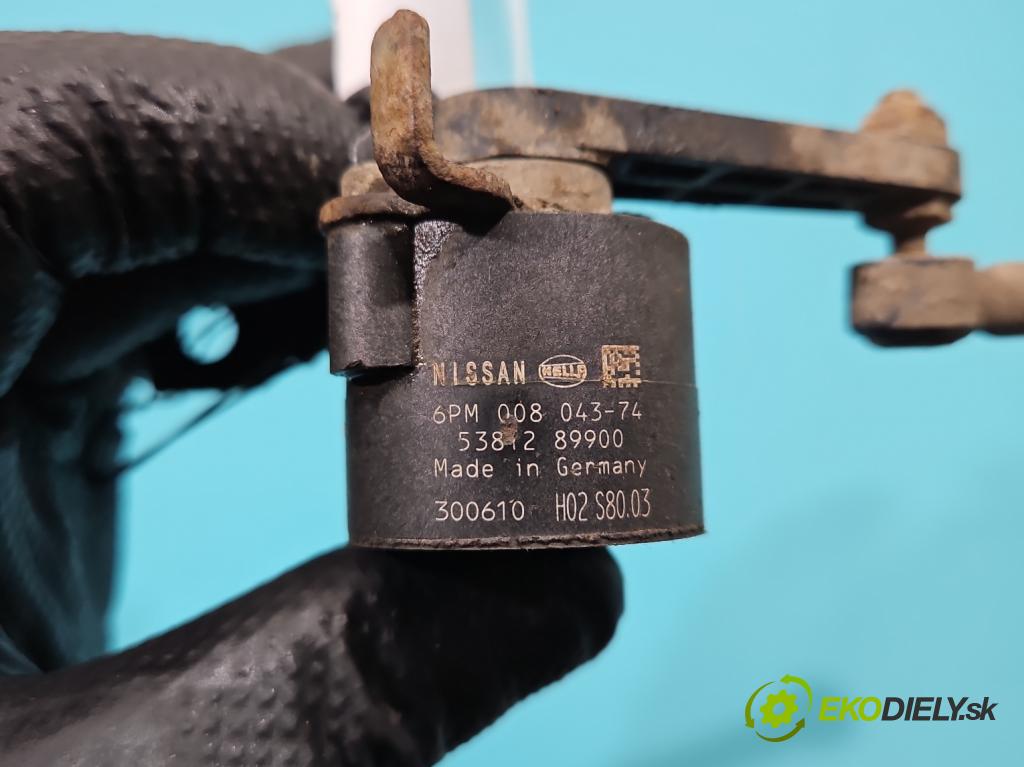 NISSAN HELLA
6PM 008 043-74
53812 89900
Made in Germany
300610 H02 S80.03
EKODIELY.sk